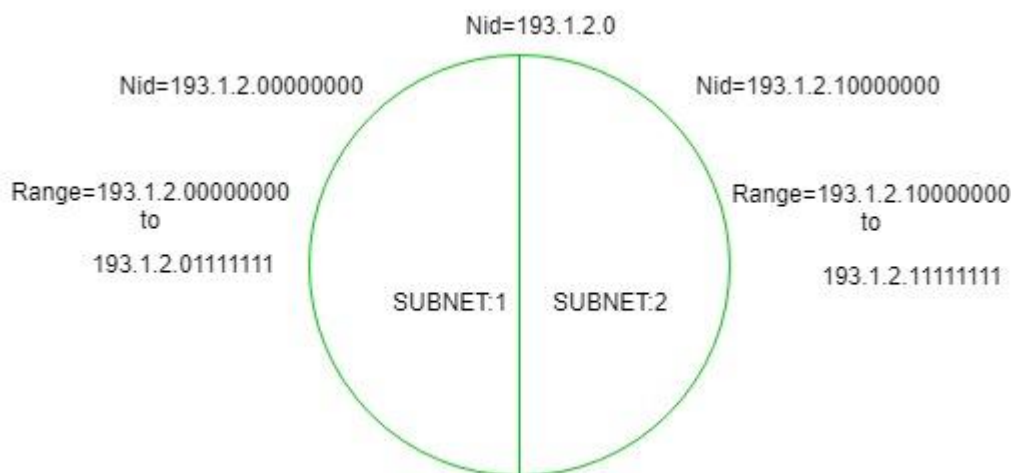 Nid=193.1.2.0
Nid=193.1.2.00000000
Nid=193.1.2.10000000
Range=193.1.2.00000000
to
193.1.2.01111111
Range=193.1.2.10000000
to
193.1.2.11111111
SUBNET:1
SUBNET:2